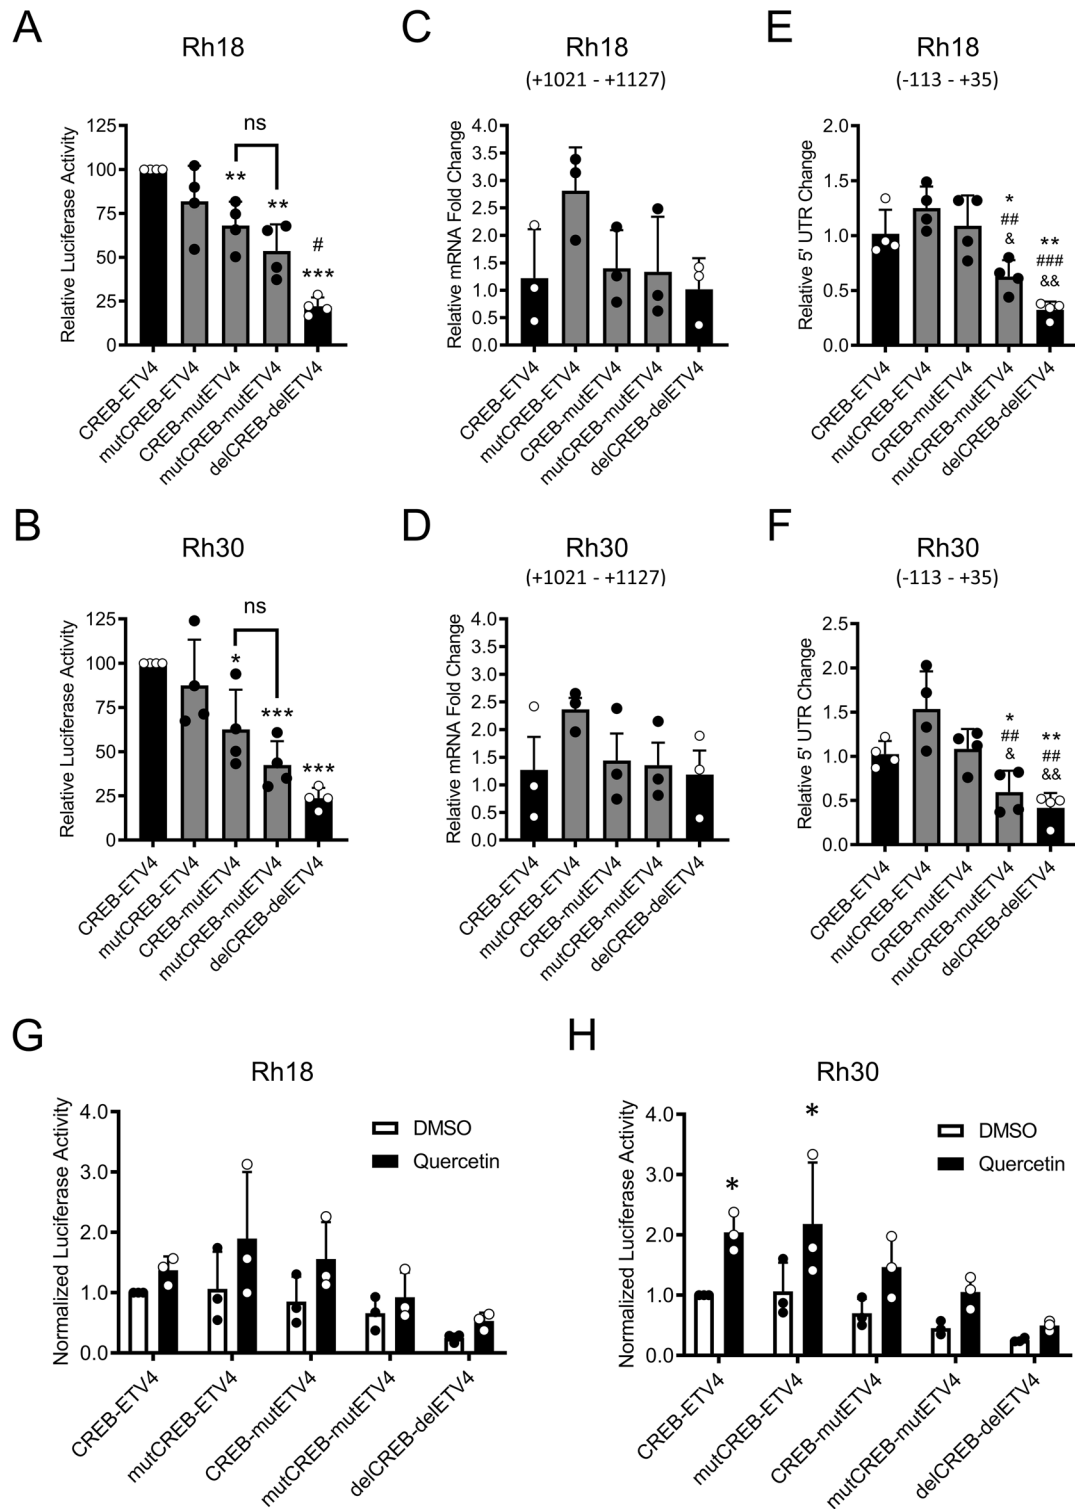 A
Rh18
Relative Luciferase Activity
125
100
75
50
25
0
ns
**
**
#
***
CREB-ETV4
mutCREB-ETV4
CREB-mutETV4
mutCREB-mutETV4
delCREB-delETV4
C
Rh18
(+1021 - +1127)
Relative mRNA Fold Change
4.0
3.5
3.0
2.5
2.0
1.5
1.0
0.5
0.0
CREB-ETV4
mutCREB-ETV4
CREB-mutETV4
mutCREB-mutETV4
delCREB-delETV4
E
Rh18
(-113 - +35)
Relative 5' UTR Change
2.0
1.5
1.0
0.5
0.0
*
##
&
**
###
&&
CREB-ETV4
mutCREB-ETV4
CREB-mutETV4
mutCREB-mutETV4
delCREB-delETV4
B
Rh30
Relative Luciferase Activity
125
100
75
50
25
0
ns
*
***
***
CREB-ETV4
mutCREB-ETV4
CREB-mutETV4
mutCREB-mutETV4
delCREB-delETV4
D
Rh30
(+1021 - +1127)
Relative mRNA Fold Change
4.0
3.5
3.0
2.5
2.0
1.5
1.0
0.5
0.0
CREB-ETV4
mutCREB-ETV4
CREB-mutETV4
mutCREB-mutETV4
delCREB-delETV4
F
Rh30
(-113 - +35)
Relative 5' UTR Change
2.5
2.0
1.5
1.0
0.5
0.0
*
##
&
**
##
&&
CREB-ETV4
mutCREB-ETV4
CREB-mutETV4
mutCREB-mutETV4
delCREB-delETV4
G
Rh18
Normalized Luciferase Activity
4.0
3.0
2.0
1.0
0.0
DMSO
Quercetin
CREB-ETV4
mutCREB-ETV4
CREB-mutETV4
mutCREB-mutETV4
delCREB-delETV4
H
Rh30
Normalized Luciferase Activity
4.0
3.0
2.0
1.0
0.0
*
*
DMSO
Quercetin
CREB-ETV4
mutCREB-ETV4
CREB-mutETV4
mutCREB-mutETV4
delCREB-delETV4